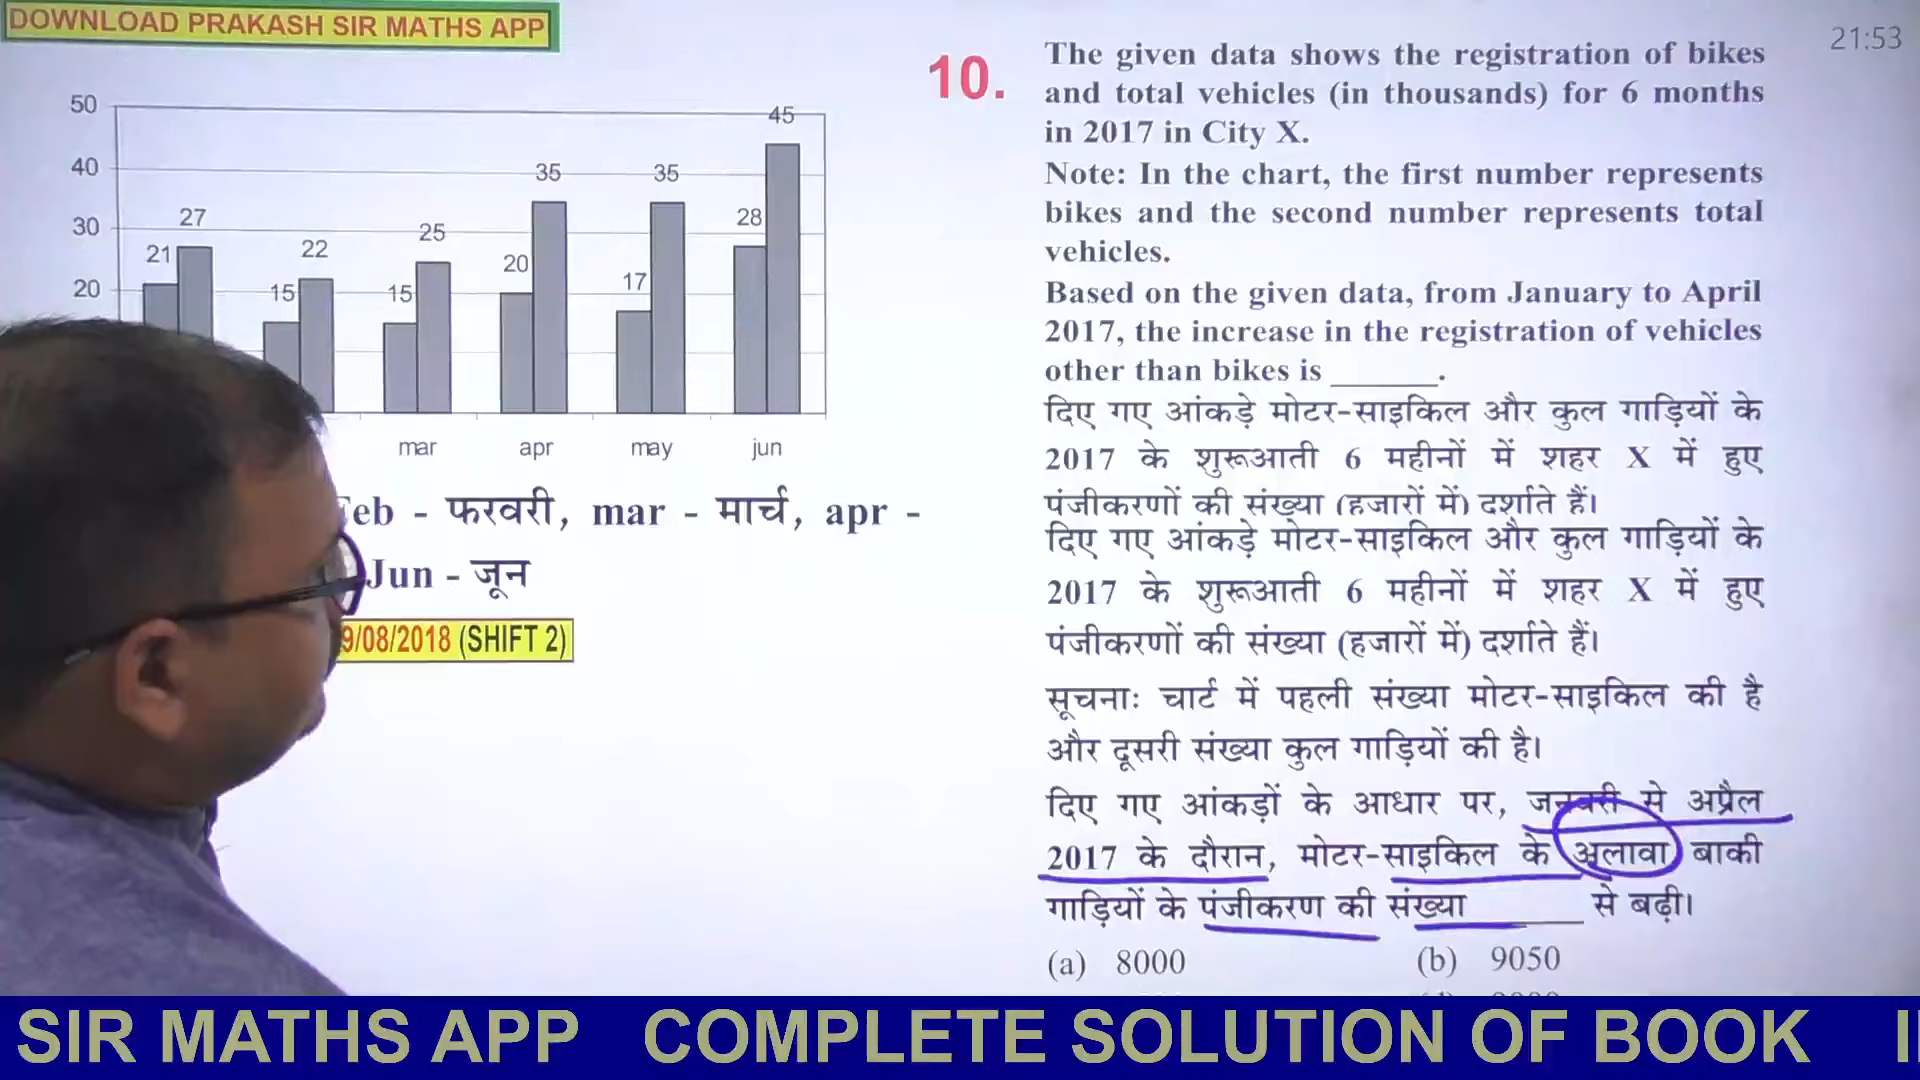 DOWNLOAD PRAKASH SIR MATHS APP
21:53
50
40
30
20
21 27
15 22
15 25
20 35
17 35
28 45
mar apr may jun
eb - फरवरी, mar - मार्च, apr -
Jun - जून
9/08/2018 (SHIFT 2)
10.
The given data shows the registration of bikes
and total vehicles (in thousands) for 6 months
in 2017 in City X.
Note: In the chart, the first number represents
bikes and the second number represents total
vehicles.
Based on the given data, from January to April
2017, the increase in the registration of vehicles
other than bikes is ______.
दिए गए आंकड़े मोटर-साइकिल और कुल गाड़ियों के
2017 के शुरूआती 6 महीनों में शहर X में हुए
पंजीकरणों की संख्या (हजारों में) दर्शाते हैं।
दिए गए आंकड़े मोटर-साइकिल और कुल गाड़ियों के
2017 के शुरूआती 6 महीनों में शहर X में हुए
पंजीकरणों की संख्या (हजारों में) दर्शाते हैं।
सूचनाः चार्ट में पहली संख्या मोटर-साइकिल की है
और दूसरी संख्या कुल गाड़ियों की है।
दिए गए आंकड़ों के आधार पर, जनवरी से अप्रैल
2017 के दौरान, मोटर-साइकिल के अलावा बाकी
गाड़ियों के पंजीकरण की संख्या ______ से बढ़ी।
(a) 8000 (b) 9050
SIR MATHS APP COMPLETE SOLUTION OF BOOK